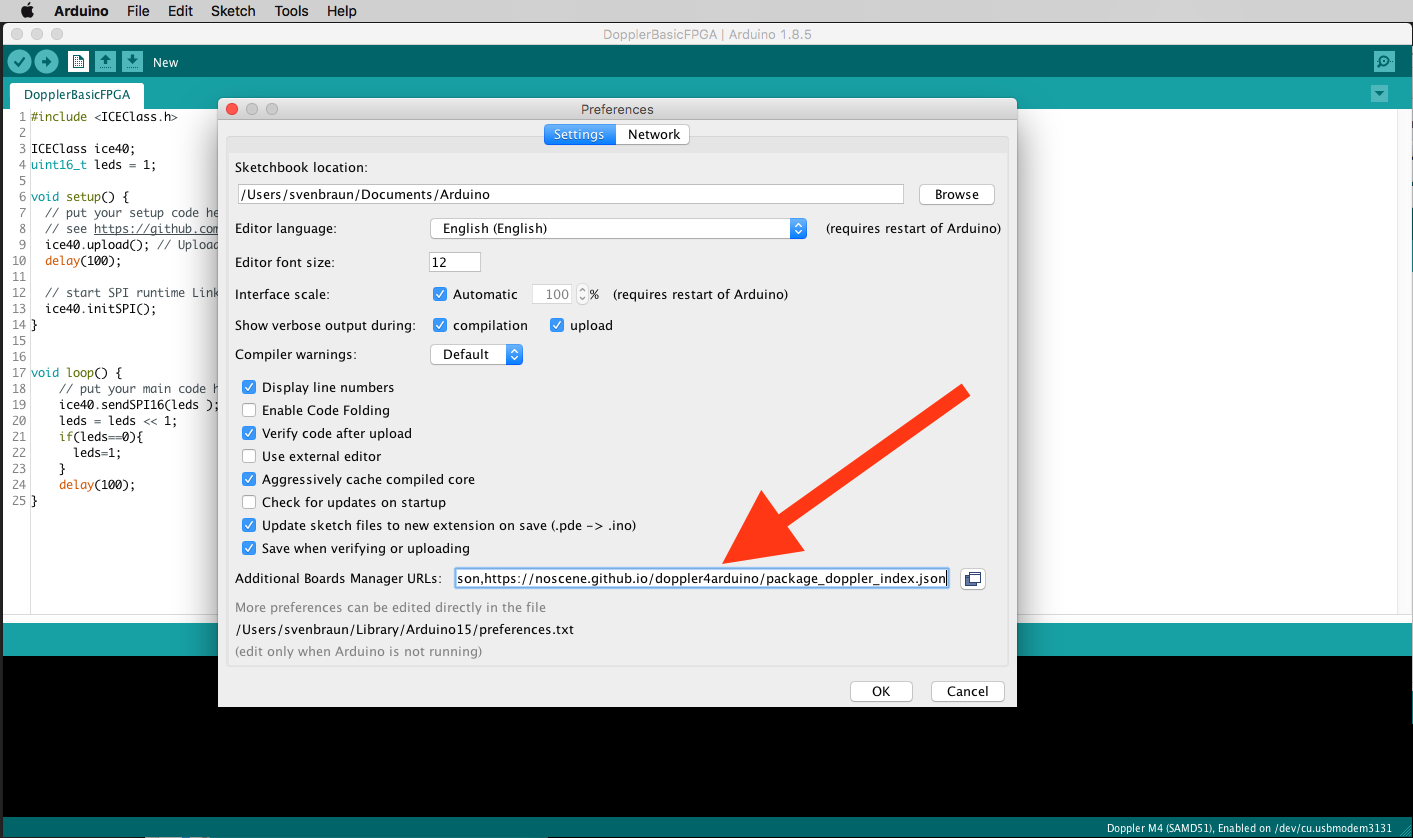 Arduino File Edit Sketch Tools Help
DopplerBasicFPGA | Arduino 1.8.5
New
DopplerBasicFPGA
1 #include <ICEClass.h>
2
3 ICEClass ice40;
4 uint16_t leds = 1;
5
6 void setup() {
7 // put your setup code he
8 // see https://github.com
9 ice40.upload(); // Upload
10 delay(100);
11
12 // start SPI runtime Link
13 ice40.initSPI();
14 }
15
16
17 void loop() {
18 // put your main code h
19 ice40.sendSPI16(leds );
20 leds = leds << 1;
21 if(leds==0){
22 leds=1;
23 }
24 delay(100);
25 }
Preferences
Settings Network
Sketchbook location:
/Users/svenbraun/Documents/Arduino Browse
Editor language: English (English) (requires restart of Arduino)
Editor font size: 12
Interface scale: Automatic 100 % (requires restart of Arduino)
Show verbose output during: compilation upload
Compiler warnings: Default
Display line numbers
Enable Code Folding
Verify code after upload
Use external editor
Aggressively cache compiled core
Check for updates on startup
Update sketch files to new extension on save (.pde -> .ino)
Save when verifying or uploading
Additional Boards Manager URLs: son,https://noscene.github.io/doppler4arduino/package_doppler_index.json
More preferences can be edited directly in the file
/Users/svenbraun/Library/Arduino15/preferences.txt
(edit only when Arduino is not running)
OK Cancel
Doppler M4 (SAMD51), Enabled on /dev/cu.usbmodem3131